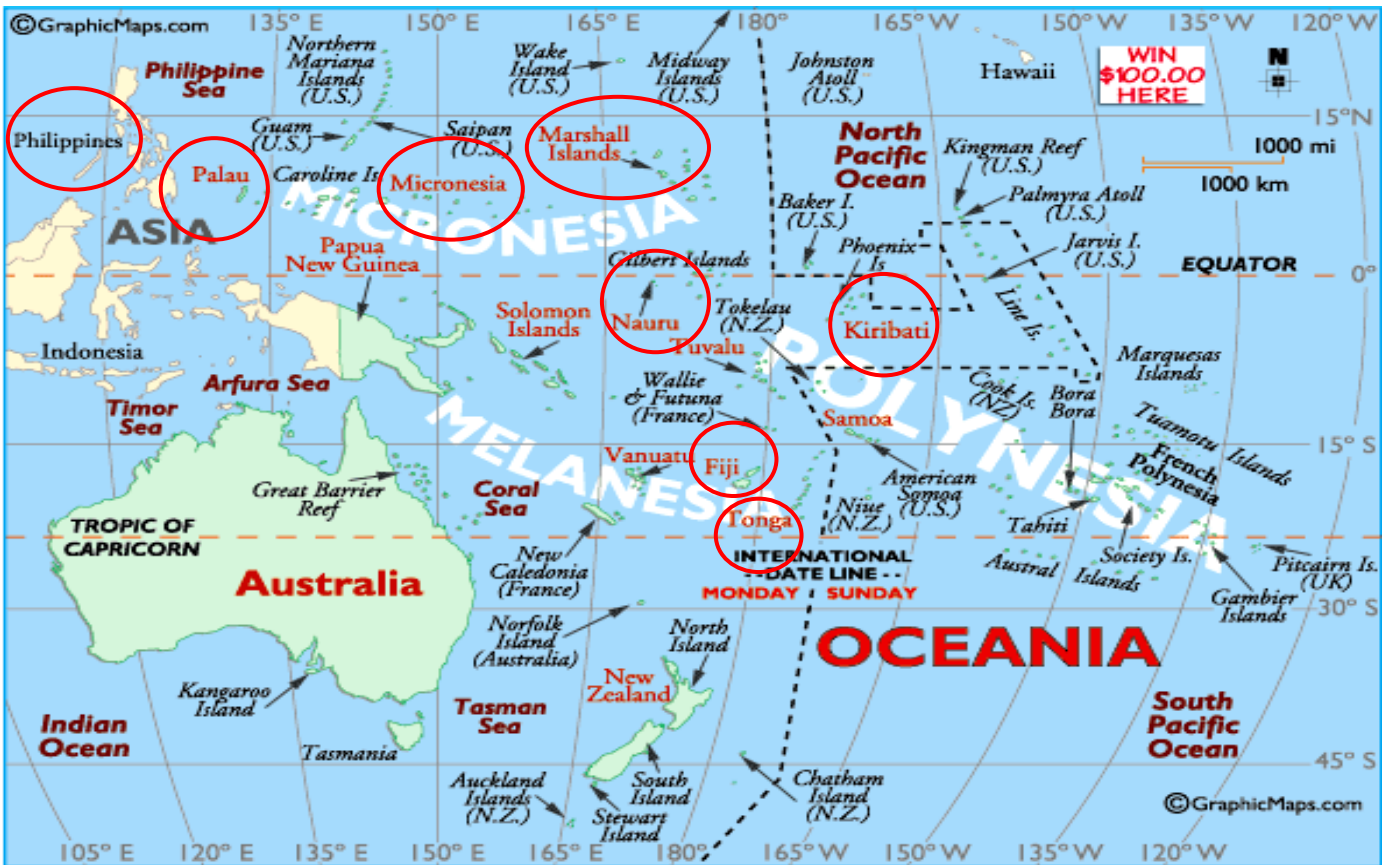 ©GraphicMaps.com
135° E
150° E
165° E
180°
165° W
150° W
135° W
120° W
Northern
Mariana
Islands
(U.S.)
Wake
Island
(U.S.)
Midway
Islands
(U.S.)
Johnston
Atoll
(U.S.)
Hawaii
WIN
$100.00
HERE
N
Philippine
Sea
Philippines
Guam
(U.S.)
Saipan
(U.S.)
Marshall
Islands
North
Pacific
Ocean
Kingman Reef
(U.S.)
15° N
1000 mi
1000 km
Palau
Caroline Is.
Micronesia
MICRONESIA
Baker I.
(U.S.)
Palmyra Atoll
(U.S.)
ASIA
Papua
New Guinea
Gilbert Islands
Phoenix
Is
Jarvis I.
(U.S.)
EQUATOR
0°
Solomon
Islands
Nauru
Tokelau
(N.Z.)
Kiribati
Line Is.
Indonesia
Tuvalu
POLYNESIA
Marquesas
Islands
Arfura Sea
Timor
Sea
Wallie
& Futuna
(France)
Cook Is.
(NZ)
Bora
Bora
MELANESIA
Samoa
Tuamotu Islands
15° S
Vanuatu
Fiji
French
Polynesia
Great Barrier
Reef
Coral
Sea
American
Somoa
(U.S.)
Niue
(N.Z.)
Tahiti
Tonga
TROPIC OF
CAPRICORN
INTERNATIONAL
DATE LINE
MONDAY SUNDAY
New
Caledonia
(France)
Austral Islands
Society Is.
Pitcairn Is.
(UK)
Gambier
Islands
Australia
30° S
Norfolk
Island
(Australia)
North
Island
OCEANIA
New
Zealand
Kangaroo
Island
Tasman
Sea
South
Pacific
Ocean
Indian
Ocean
Tasmania
45° S
Auckland
Islands
(N.Z.)
South
Island
Stewart
Island
Chatham
Island
(N.Z.)
©GraphicMaps.com
105° E
120° E
135° E
150° E
165° E
180°
165° W
150° W
135° W
120° W